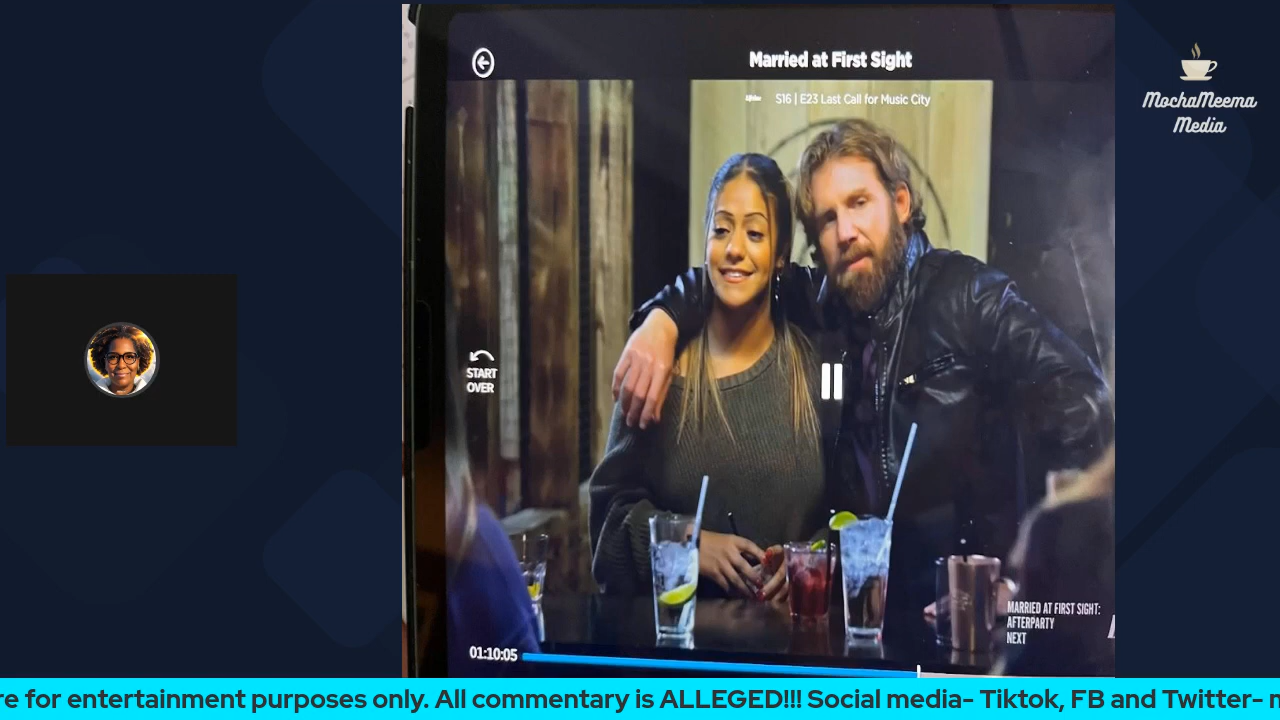 Married at First Sight
S16 | E23 Last Call for Music City
MochaMeema
Media
START
OVER
MARRIED AT FIRST SIGHT:
AFTERPARTY
NEXT
01:10:05
re for entertainment purposes only. All commentary is ALLEGED!!! Social media- Tiktok, FB and Twitter-